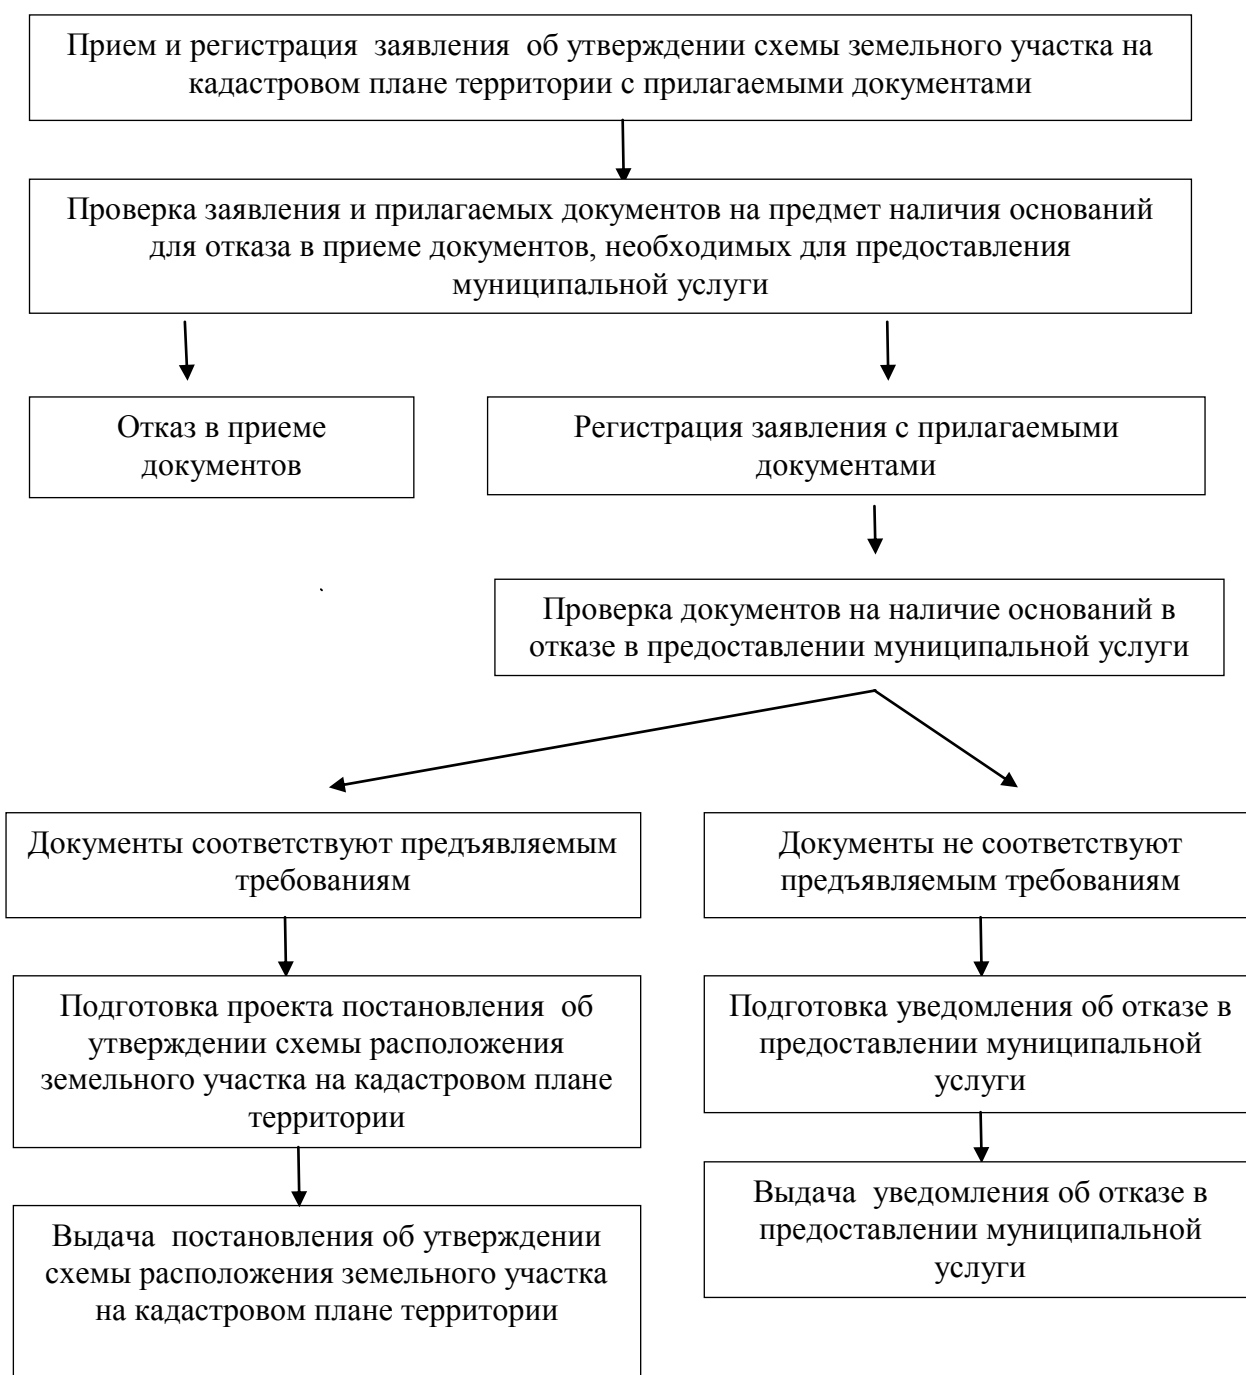 Прием и регистрация  заявления  об утверждении схемы земельного участка на
кадастровом плане территории с прилагаемыми документами
Проверка заявления и прилагаемых документов на предмет наличия оснований
для отказа в приеме документов, необходимых для предоставления
муниципальной услуги
Отказ в приеме
документов
Регистрация заявления с прилагаемыми
документами
Проверка документов на наличие оснований в
отказе в предоставлении муниципальной услуги
Документы соответствуют предъявляемым
требованиям
Документы не соответствуют
предъявляемым требованиям
Подготовка проекта постановления  об
утверждении схемы расположения
земельного участка на кадастровом плане
территории
Подготовка уведомления об отказе в
предоставлении муниципальной
услуги
Выдача  постановления об утверждении
схемы расположения земельного участка
на кадастровом плане территории
Выдача  уведомления об отказе в
предоставлении муниципальной
услуги